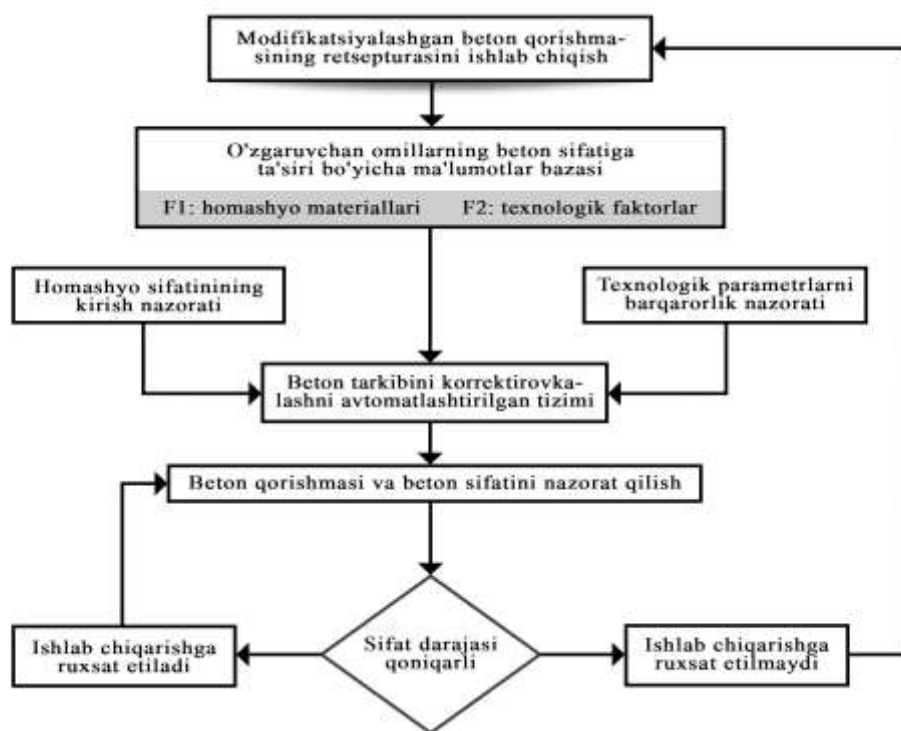 Modifikatsiyalashgan beton qorishma-
sining retsepturasini ishlab chiqish
O'zgaruvchan omillarning beton sifatiga
ta'siri bo'yicha ma'lumotlar bazasi
F1: homashyo materiallari F2: texnologik faktorlar
Homashyo sifatinining
kirish nazorati
Texnologik parametrlarni
barqarorlik nazorati
Beton tarkibini korrektirovka-
lashni avtomatlashtirilgan tizimi
Beton qorishmasi va beton sifatini nazorat qilish
Ishlab chiqarishga
ruxsat etiladi
Sifat darajasi
qoniqarli
Ishlab chiqarishga
ruxsat etilmaydi